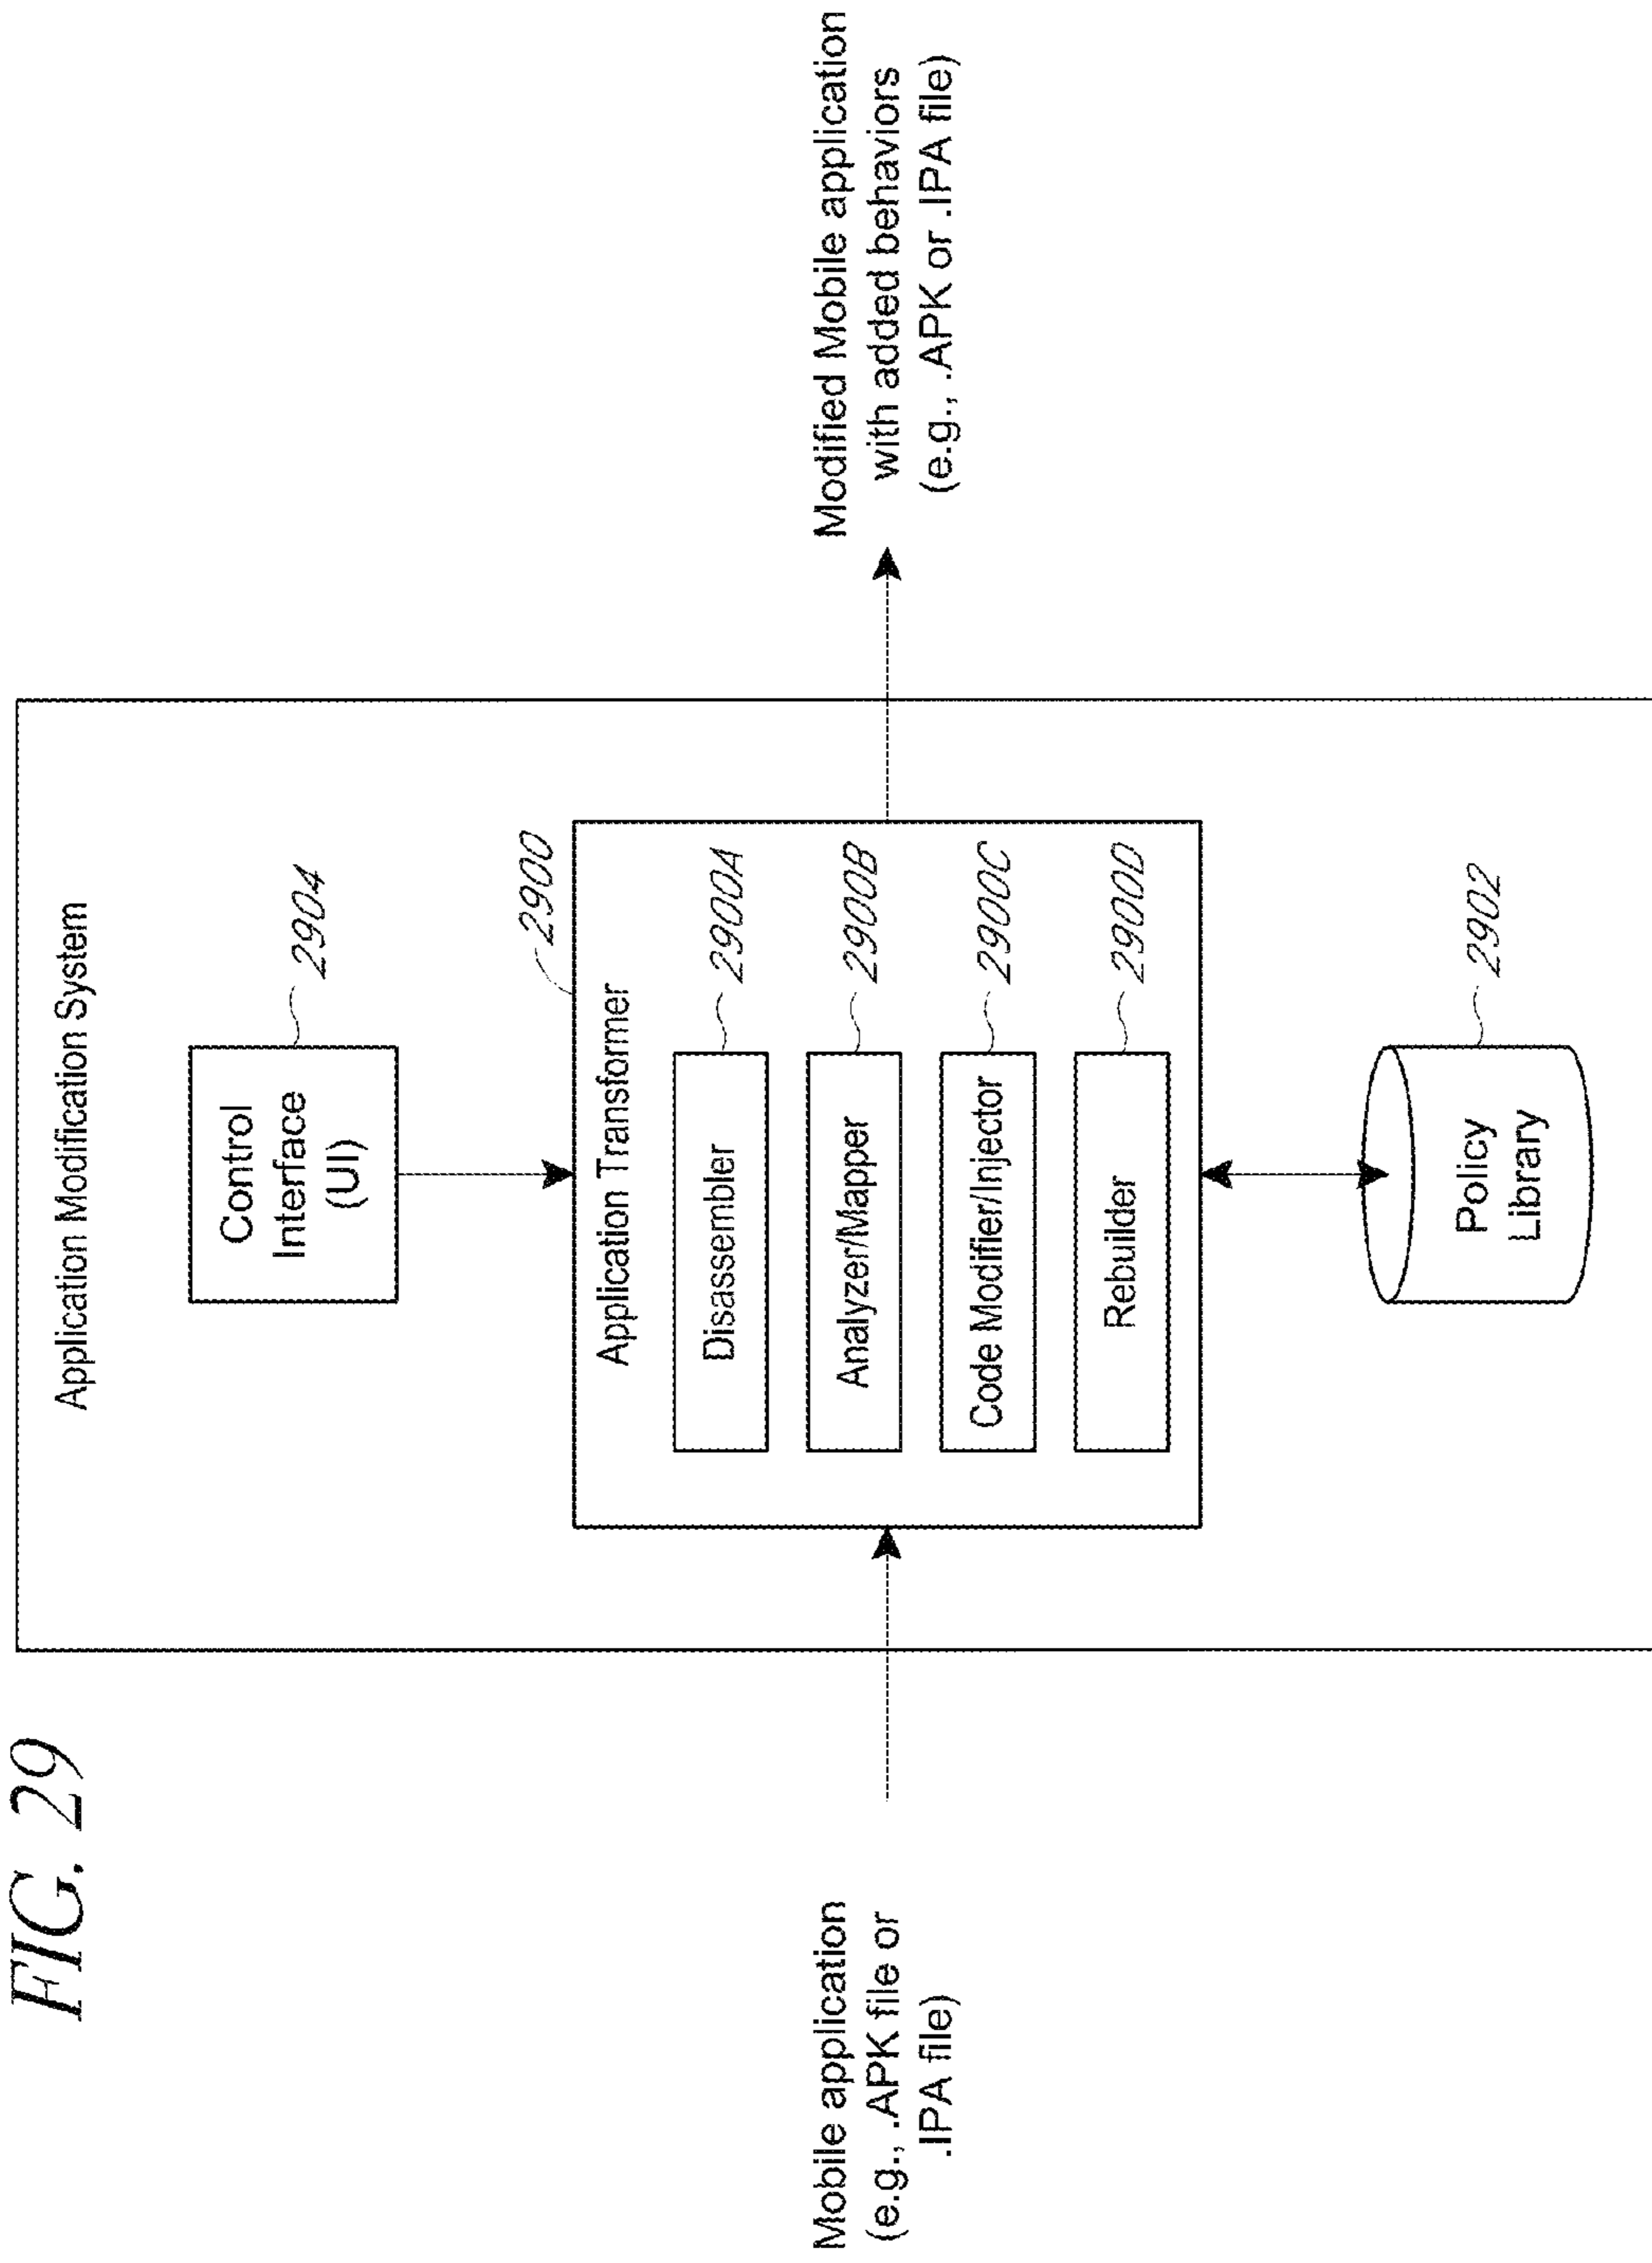 FIG. 29
Application Modification System
Control
Interface
(UI)
2904
2900
Application Transformer
Disassembler
2900A
Analyzer/Mapper
2900B
Code Modifier/Injector
2900C
Rebuilder
2900D
Policy
Library
2902
Mobile application
(e.g., .APK file or
.IPA file)
Modified Mobile application
with added behaviors
(e.g., .APK or .IPA file)